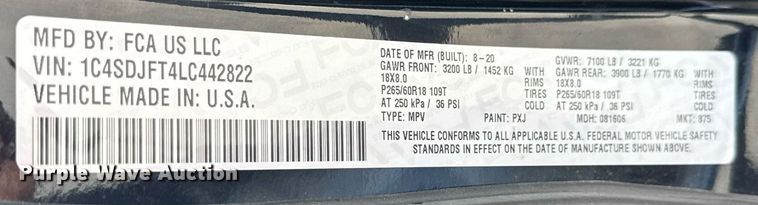 MFD BY: FCA US LLC
VIN: 1C4SDJFT4LC442822
VEHICLE MADE IN: U.S.A.
DATE OF MFR (BUILT): 8-20 GVWR: 7100 LB / 3221 KG
GAWR FRONT: 3200 LB / 1452 KG WITH GAWR REAR: 3900 LB / 1770 KG WITH
18X8.0 RIMS 18X8.0 RIMS
P265/60R18 109T TIRES P265/60R18 109T TIRES
AT 250 kPa / 36 PSI COLD AT 250 kPa / 36 PSI COLD
TYPE: MPV PAINT: PXJ MDH: 081606 MKT: 875
THIS VEHICLE CONFORMS TO ALL APPLICABLE U.S.A. FEDERAL MOTOR VEHICLE SAFETY
STANDARDS IN EFFECT ON THE DATE OF MANUFACTURE SHOWN ABOVE.
Purple Wave Auction